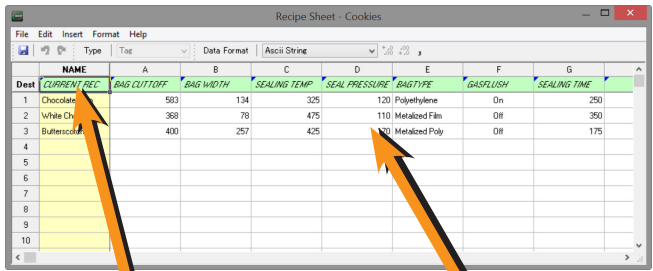 Recipe Sheet - Cookies
File Edit Insert Format Help
Type Tag Data Format Ascii String
NAME A B C D E F G
Dest CURRENT REC BAG CUTTOFF BAG WIDTH SEALING TEMP SEAL PRESSURE BAGTYPE GASFLUSH SEALING TIME
1 Chocolate 583 134 325 120 Polyethylene On 250
2 White 368 78 475 110 Metalized Film Off 350
3 400 257 425 Metalized Poly Off 175
4
5
6
7
8
9
10